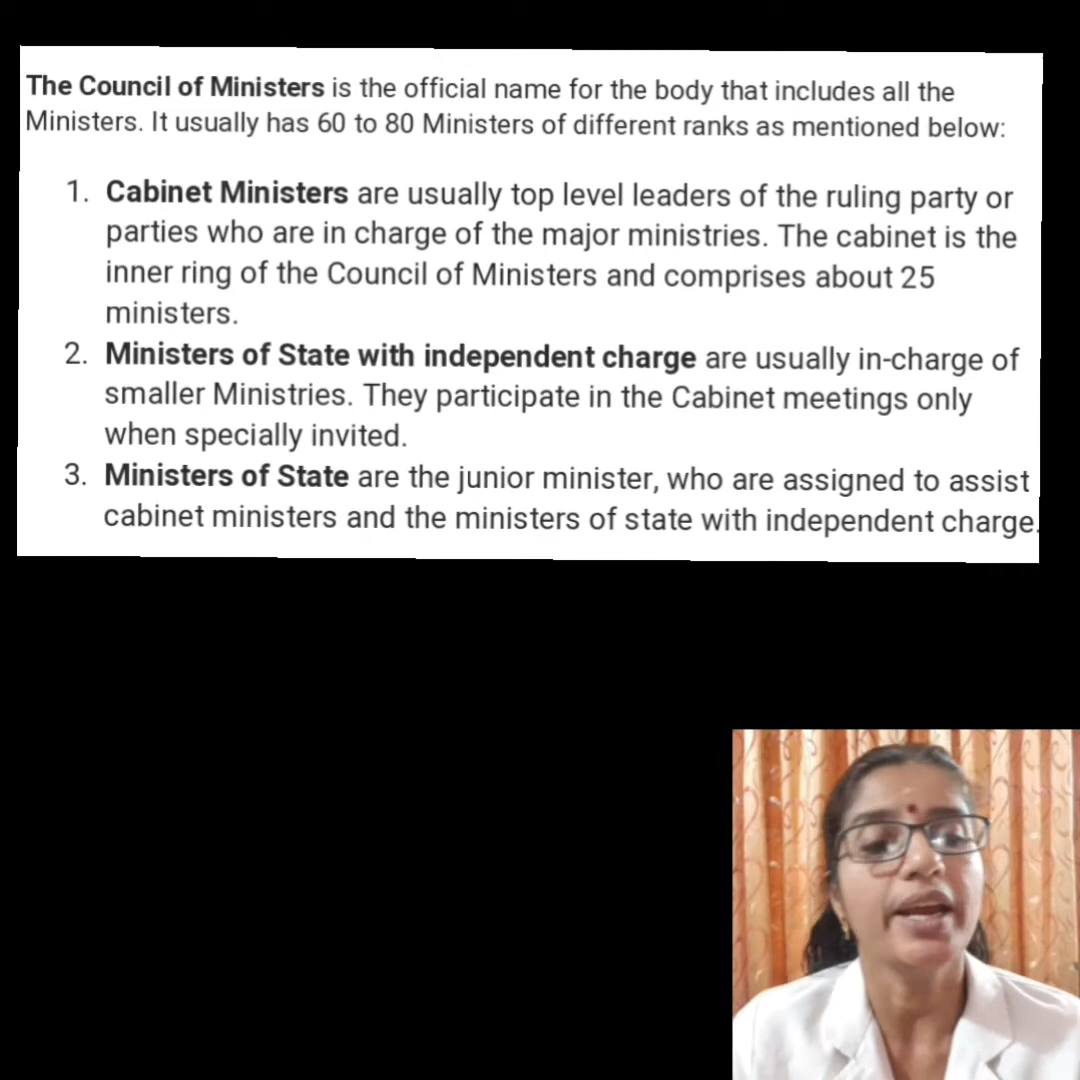 The Council of Ministers is the official name for the body that includes all the
Ministers. It usually has 60 to 80 Ministers of different ranks as mentioned below:
1. Cabinet Ministers are usually top level leaders of the ruling party or
parties who are in charge of the major ministries. The cabinet is the
inner ring of the Council of Ministers and comprises about 25
ministers.
2. Ministers of State with independent charge are usually in-charge of
smaller Ministries. They participate in the Cabinet meetings only
when specially invited.
3. Ministers of State are the junior minister, who are assigned to assist
cabinet ministers and the ministers of state with independent charge.